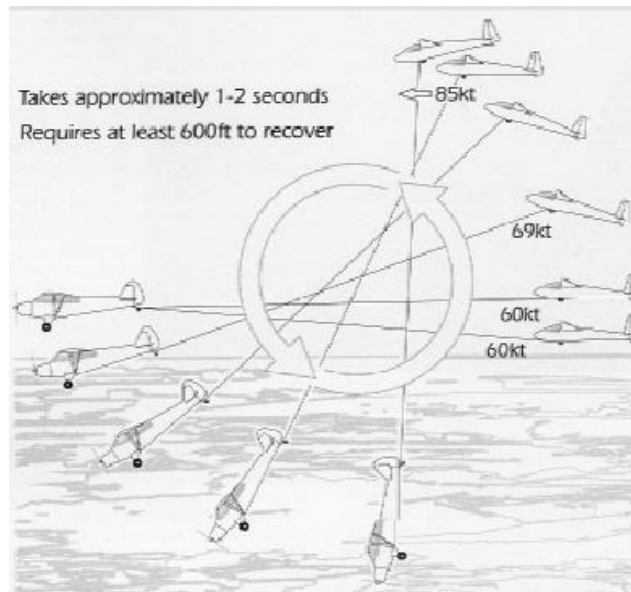 Takes approximately 1-2 seconds
Requires at least 600ft to recover
85kt
69kt
60kt
60kt